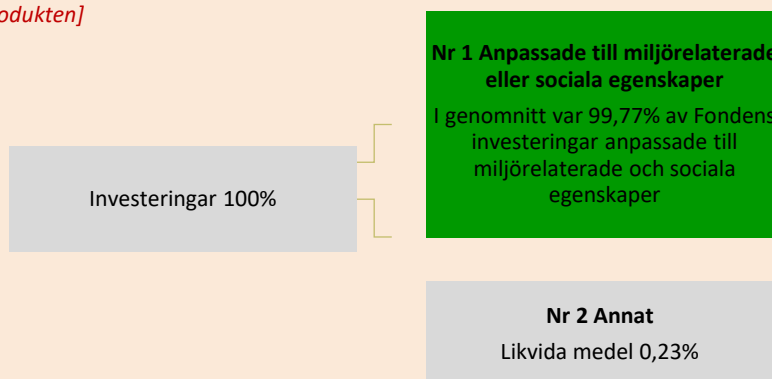 odukten]
Nr 1 Anpassade till miljörelaterade
eller sociala egenskaper
I genomnitt var 99,77% av Fondens
investeringar anpassade till
miljörelaterade och sociala
egenskaper
Investeringar 100%
Nr 2 Annat
Likvida medel 0,23%